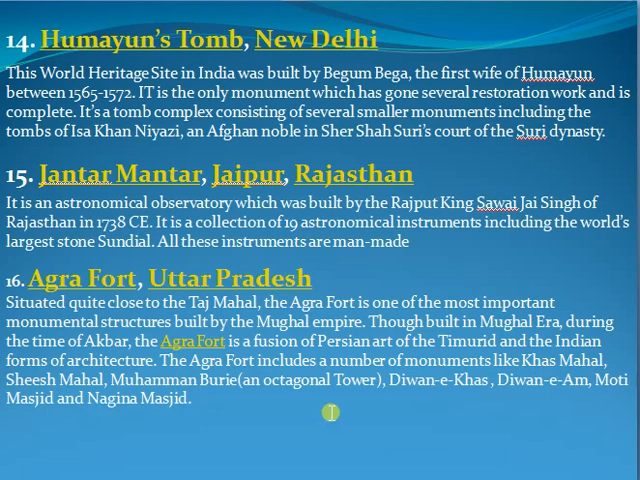 14. Humayun's Tomb, New Delhi
This World Heritage Site in India was built by Begum Bega, the first wife of Humayun
between 1565-1572. IT is the only monument which has gone several restoration work and is
complete. It's a tomb complex consisting of several smaller monuments including the
tombs of Isa Khan Niyazi, an Afghan noble in Sher Shah Suri's court of the Suri dynasty.
15. Jantar Mantar, Jaipur, Rajasthan
It is an astronomical observatory which was built by the Rajput King Sawai Jai Singh of
Rajasthan in 1738 CE. It is a collection of 19 astronomical instruments including the world's
largest stone Sundial. All these instruments are man-made
16. Agra Fort, Uttar Pradesh
Situated quite close to the Taj Mahal, the Agra Fort is one of the most important
monumental structures built by the Mughal empire. Though built in Mughal Era, during
the time of Akbar, the Agra Fort is a fusion of Persian art of the Timurid and the Indian
forms of architecture. The Agra Fort includes a number of monuments like Khas Mahal,
Sheesh Mahal, Muhamman Burie(an octagonal Tower), Diwan-e-Khas , Diwan-e-Am, Moti
Masjid and Nagina Masjid.